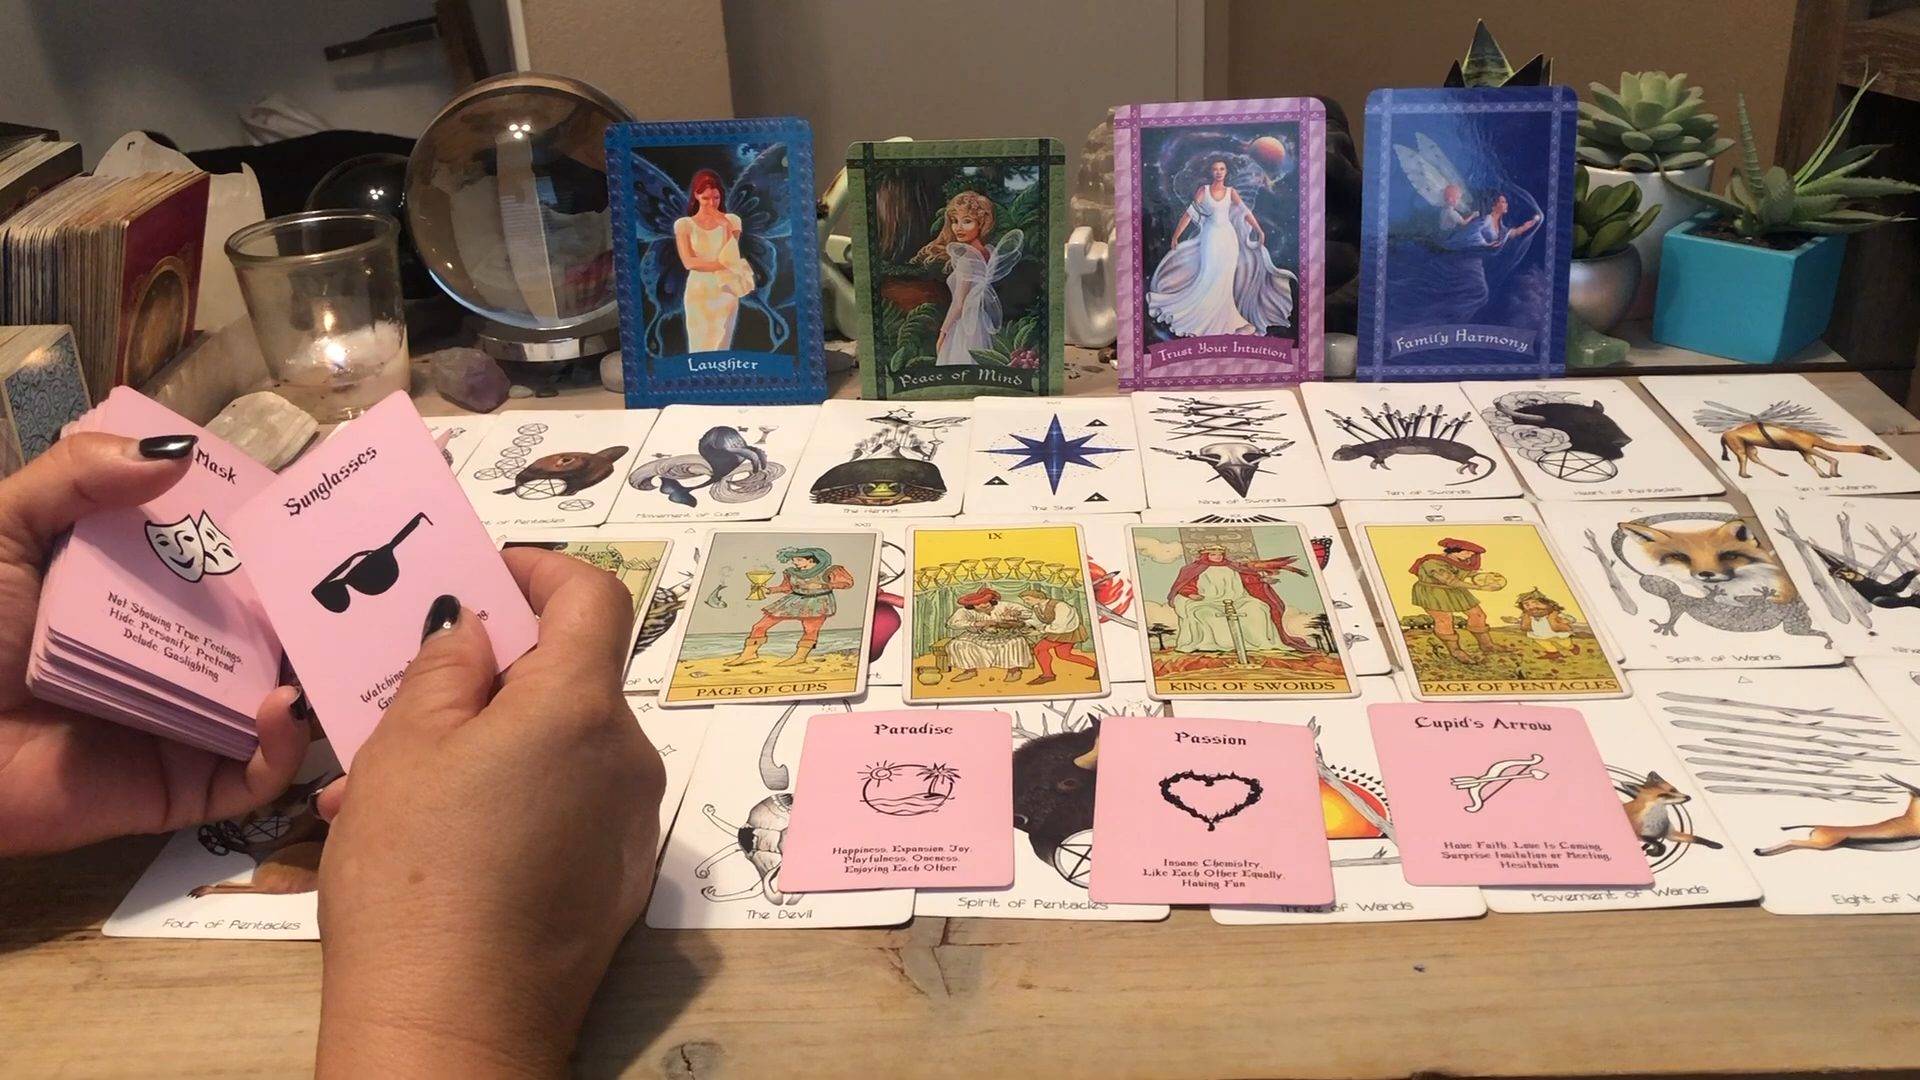 Laughter
Peace of Mind
Trust Your Intuition
Family Harmony
Mask
Not Showing True Feelings,
Hide, Personify, Pretend,
Delude, Gaslighting
Sunglasses
Watching
of Pentacles
Movement of Cups
The Hermit
The Star
Nine of Swords
Ten of Swords
Heart of Pentacles
Ten of Wands
II
PAGE OF CUPS
IX
KING OF SWORDS
PAGE OF PENTACLES
Spirit of Wands
Paradise
Happiness, Expansion, Joy,
Playfulness, Oneness,
Enjoying Each Other
Passion
Insane Chemistry,
Like Each Other Equally,
Having Fun
Cupid's Arrow
Have Faith, Love Is Coming,
Surprise Invitation or Meeting,
Hesitation
Four of Pentacles
The Devil
Spirit of Pentacles
Three of Wands
Movement of Wands
Eight of W